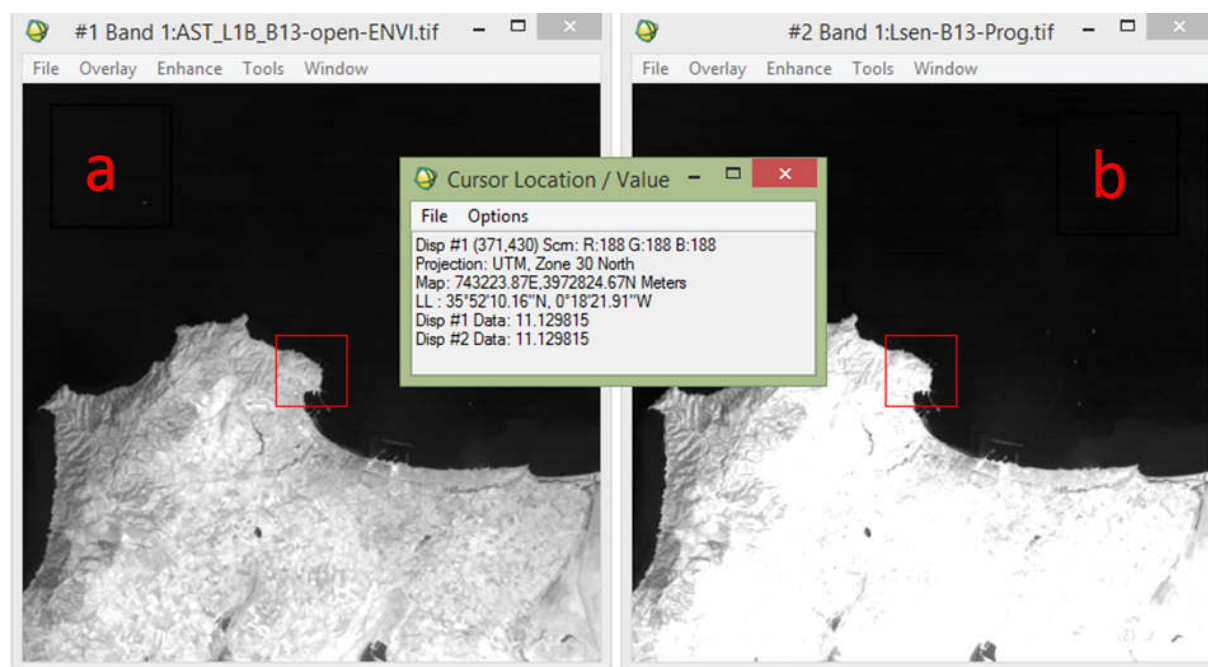 #1 Band 1:AST_L1B_B13-open-ENVI.tif
File Overlay Enhance Tools Window
a
#2 Band 1:Lsen-B13-Prog.tif
File Overlay Enhance Tools Window
b
Cursor Location / Value
File Options
Disp #1 (371,430) Scrn: R:188 G:188 B:188
Projection: UTM, Zone 30 North
Map: 743223.87E,3972824.67N Meters
LL : 35°52'10.16"N, 0°18'21.91"W
Disp #1 Data: 11.129815
Disp #2 Data: 11.129815